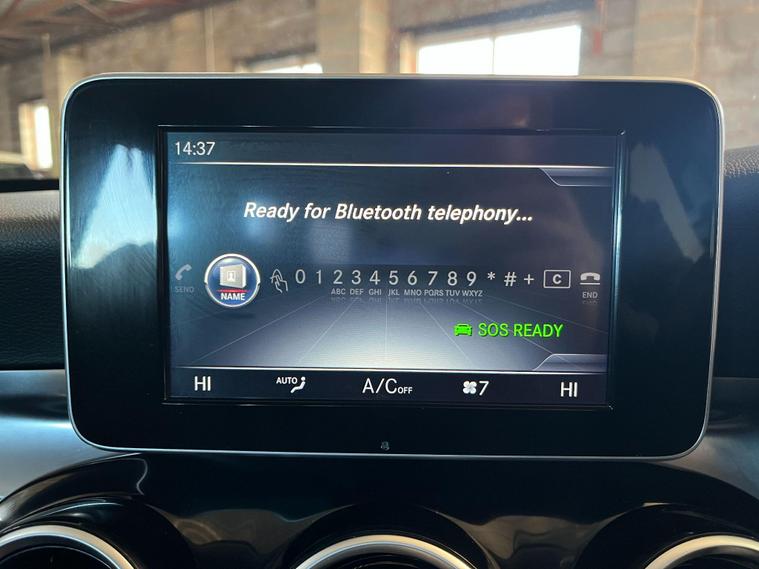 14:37
Ready for Bluetooth telephony...
SEND NAME 0 1 2 3 4 5 6 7 8 9 * # + C END
ABC DEF GHI JKL MNO PQRS TUV WXYZ
SOS READY
HI AUTO A/C OFF 7 HI